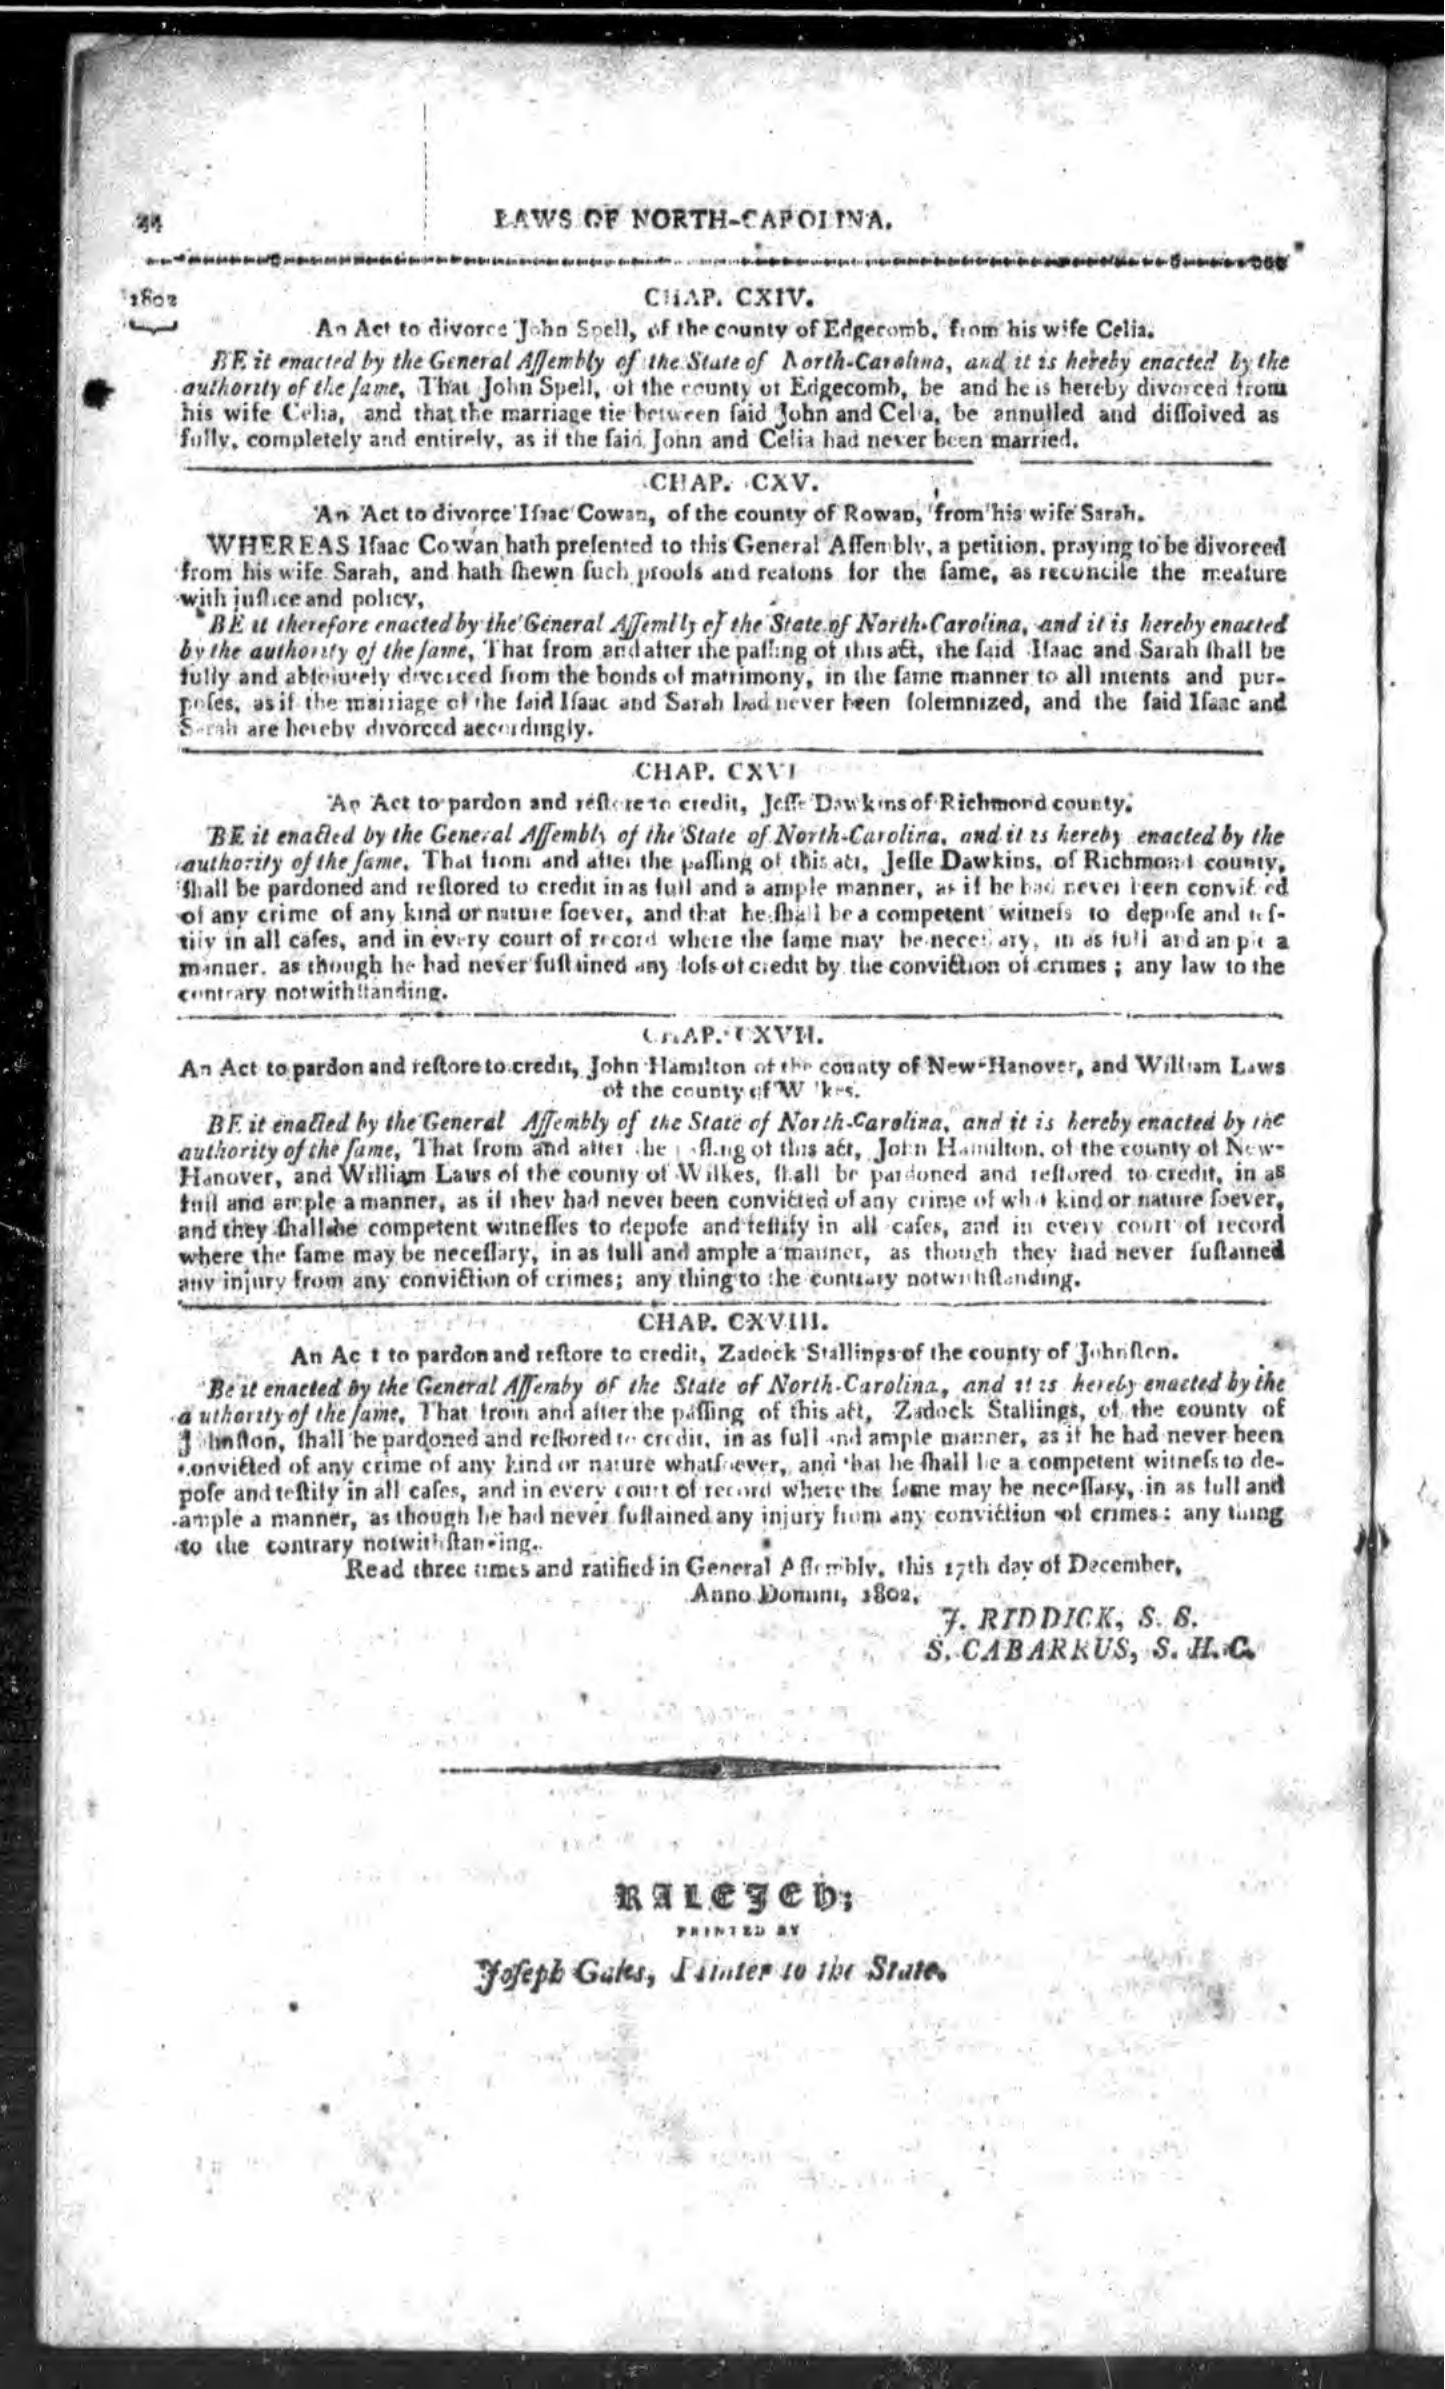 44
LAWS OF NORTH-CAROLINA.
1802
CHAP. CXIV.
An Act to divorce John Spell, of the county of Edgecomb, from his wife Celia.
BE it enacted by the General Aſſembly of the State of North-Carolina, and it is hereby enacted by the
authority of the ſame, That John Spell, of the county of Edgecomb, be and he is hereby divorced from
his wife Celia, and that the marriage tie between ſaid John and Celia, be annulled and diſſolved as
fully, completely and entirely, as if the ſaid John and Celia had never been married.
CHAP. CXV.
An Act to divorce Iſaac Cowan, of the county of Rowan, from his wife Sarah.
WHEREAS Iſaac Cowan hath preſented to this General Aſſembly, a petition, praying to be divorced
from his wife Sarah, and hath ſhewn ſuch proofs and reaſons for the ſame, as reconcile the meaſure
with juſtice and policy,
BE it therefore enacted by the General Aſſembly of the State of North-Carolina, and it is hereby enacted
by the authority of the ſame, That from and after the paſſing of this act, the ſaid Iſaac and Sarah ſhall be
fully and abſolutely divorced from the bonds of matrimony, in the ſame manner to all intents and pur-
poſes, as if the marriage of the ſaid Iſaac and Sarah had never been ſolemnized, and the ſaid Iſaac and
Sarah are hereby divorced accordingly.
CHAP. CXVI
An Act to pardon and reſtore to credit, Jeſſe Dawkins of Richmond county.
BE it enacted by the General Aſſembly of the State of North-Carolina, and it is hereby enacted by the
authority of the ſame, That from and after the paſſing of this act, Jeſſe Dawkins, of Richmond county,
ſhall be pardoned and reſtored to credit in as full and a ample manner, as if he had never been convicted
of any crime of any kind or nature ſoever, and that he ſhall be a competent witneſs to depoſe and teſ-
tify in all caſes, and in every court of record where the ſame may be neceſſary, in as full and ample a
manner, as though he had never ſuſtained any loſs of credit by the conviction of crimes; any law to the
contrary notwithſtanding.
CHAP. CXVII.
An Act to pardon and reſtore to credit, John Hamilton of the county of New-Hanover, and William Laws
of the county of Wilkes.
BE it enacted by the General Aſſembly of the State of North-Carolina, and it is hereby enacted by the
authority of the ſame, That from and after the paſſing of this act, John Hamilton, of the county of New-
Hanover, and William Laws of the county of Wilkes, ſhall be pardoned and reſtored to credit, in as
full and ample a manner, as if they had never been convicted of any crime of what kind or nature ſoever,
and they ſhall be competent witneſſes to depoſe and teſtify in all caſes, and in every court of record
where the ſame may be neceſſary, in as full and ample a manner, as though they had never ſuſtained
any injury from any conviction of crimes; any thing to the contrary notwithſtanding.
CHAP. CXVIII.
An Ac t to pardon and reſtore to credit, Zadock Stallings of the county of Johnſton.
Be it enacted by the General Aſſemby of the State of North-Carolina, and it is hereby enacted by the
a uthority of the ſame, That from and after the paſſing of this act, Zadock Stallings, of the county of
Johnſton, ſhall be pardoned and reſtored to credit, in as full and ample manner, as if he had never been
convicted of any crime of any kind or nature whatſoever, and that he ſhall be a competent witneſs to de-
poſe and teſtify in all caſes, and in every court of record where the ſame may be neceſſary, in as full and
ample a manner, as though he had never ſuſtained any injury from any conviction of crimes: any thing
to the contrary notwithſtanding.
Read three times and ratified in General Aſſembly, this 17th day of December,
Anno Domini, 1802.
J. RIDDICK, S. S.
S. CABARRUS, S. H. C.
RALEIGH;
PRINTED BY
Joſeph Gales, Printer to the State.